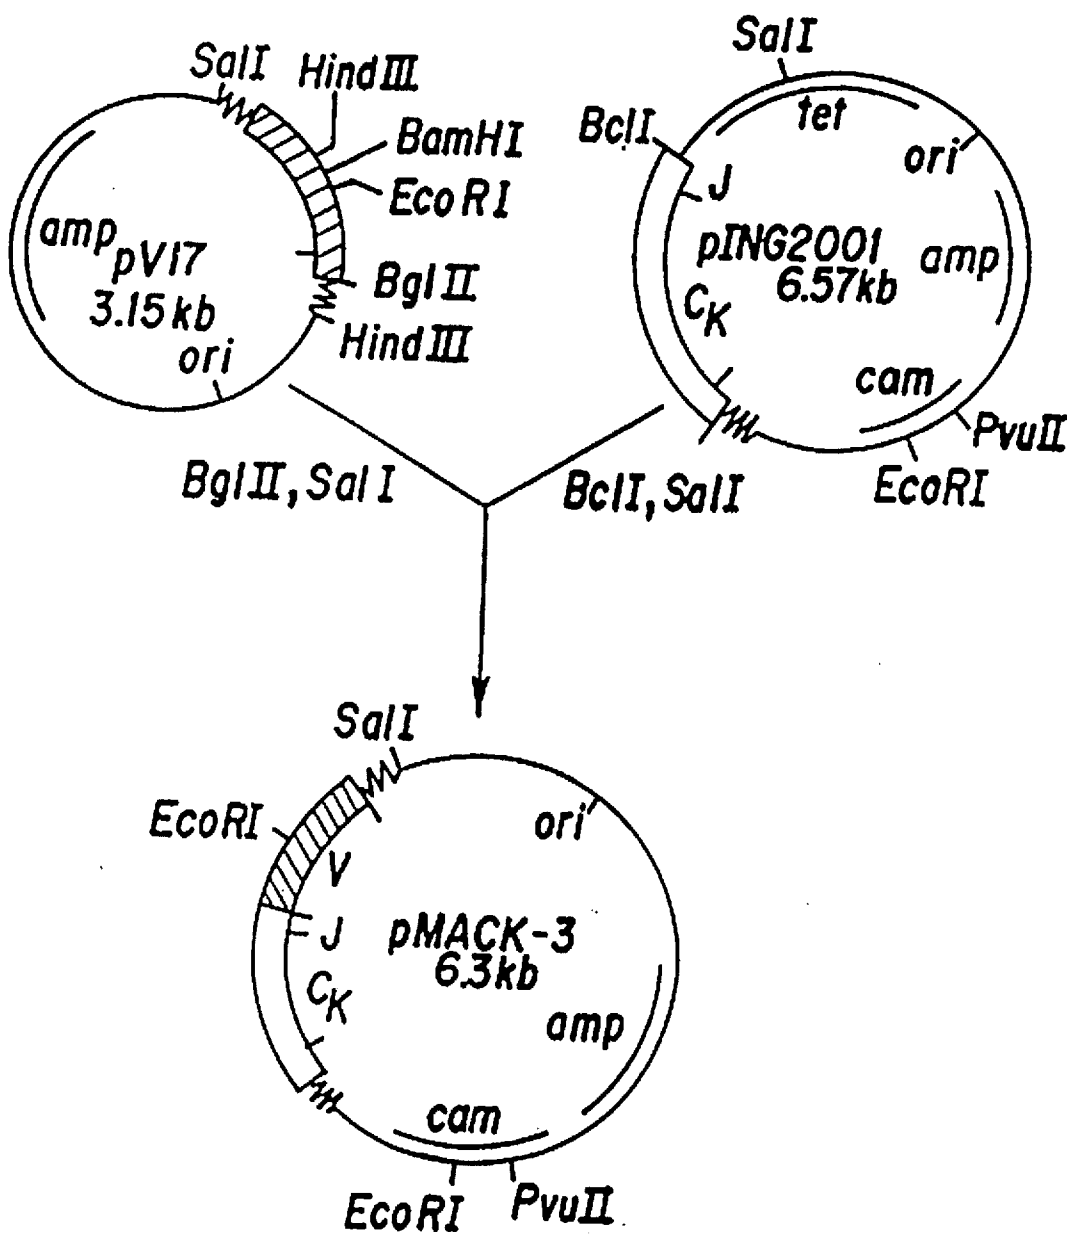 SalI
HindIII
BamHI
EcoRI
BglII
HindIII
amp
pV17
3.15kb
ori
SalI
tet
BclI
ori
J
pING2001
6.57kb
amp
CK
cam
PvuII
EcoRI
BglII, SalI
BclI, SalI
SalI
EcoRI
ori
V
J
pMACK-3
6.3kb
CK
amp
cam
EcoRI
PvuII